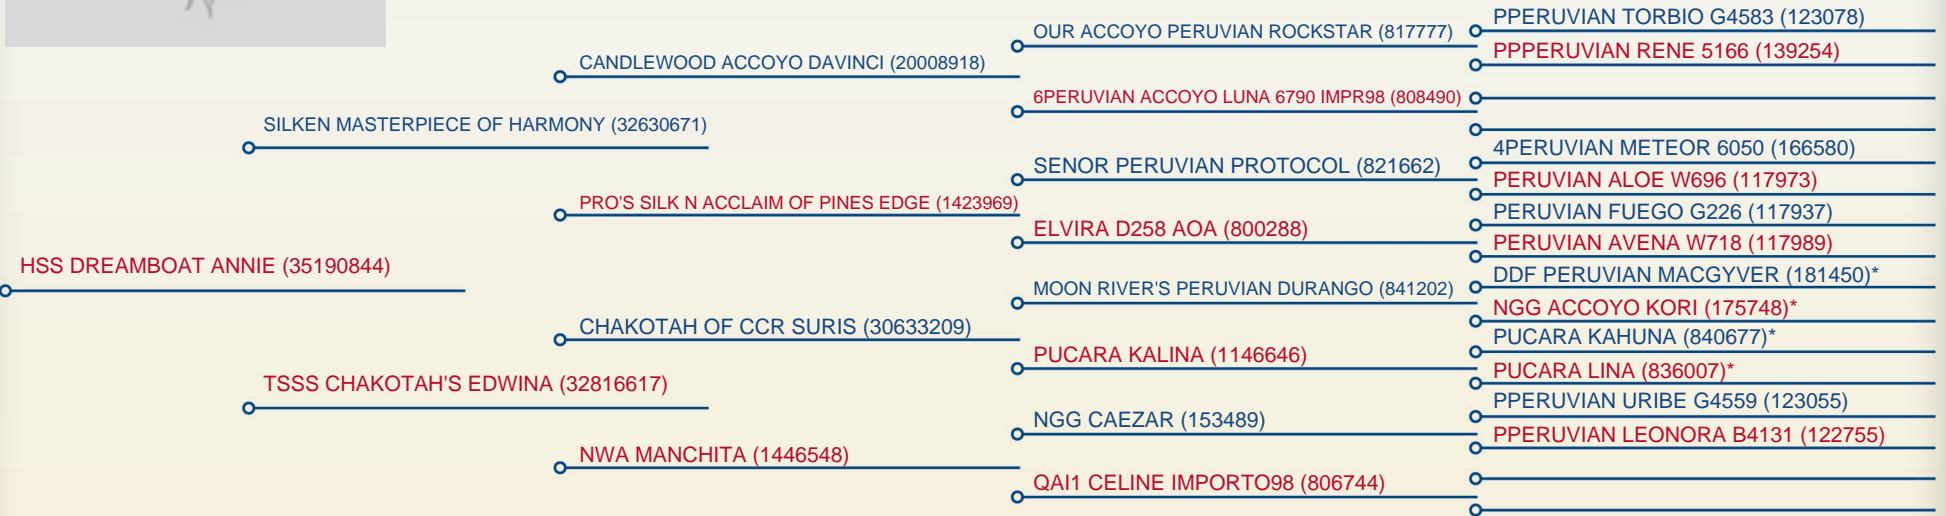 PPERUVIAN TORBIO G4583 (123078)
OUR ACCOYO PERUVIAN ROCKSTAR (817777)
PPPERUVIAN RENE 5166 (139254)
CANDLEWOOD ACCOYO DAVINCI (20008918)
6PERUVIAN ACCOYO LUNA 6790 IMPR98 (808490)
SILKEN MASTERPIECE OF HARMONY (32630671)
4PERUVIAN METEOR 6050 (166580)
SENOR PERUVIAN PROTOCOL (821662)
PERUVIAN ALOE W696 (117973)
PRO'S SILK N ACCLAIM OF PINES EDGE (1423969)
PERUVIAN FUEGO G226 (117937)
ELVIRA D258 AOA (800288)
PERUVIAN AVENA W718 (117989)
HSS DREAMBOAT ANNIE (35190844)
DDF PERUVIAN MACGYVER (181450)*
MOON RIVER'S PERUVIAN DURANGO (841202)
NGG ACCOYO KORI (175748)*
CHAKOTAH OF CCR SURIS (30633209)
PUCARA KAHUNA (840677)*
PUCARA KALINA (1146646)
PUCARA LINA (836007)*
TSSS CHAKOTAH'S EDWINA (32816617)
PPERUVIAN URIBE G4559 (123055)
NGG CAEZAR (153489)
PPERUVIAN LEONORA B4131 (122755)
NWA MANCHITA (1446548)
QAI1 CELINE IMPORTO98 (806744)